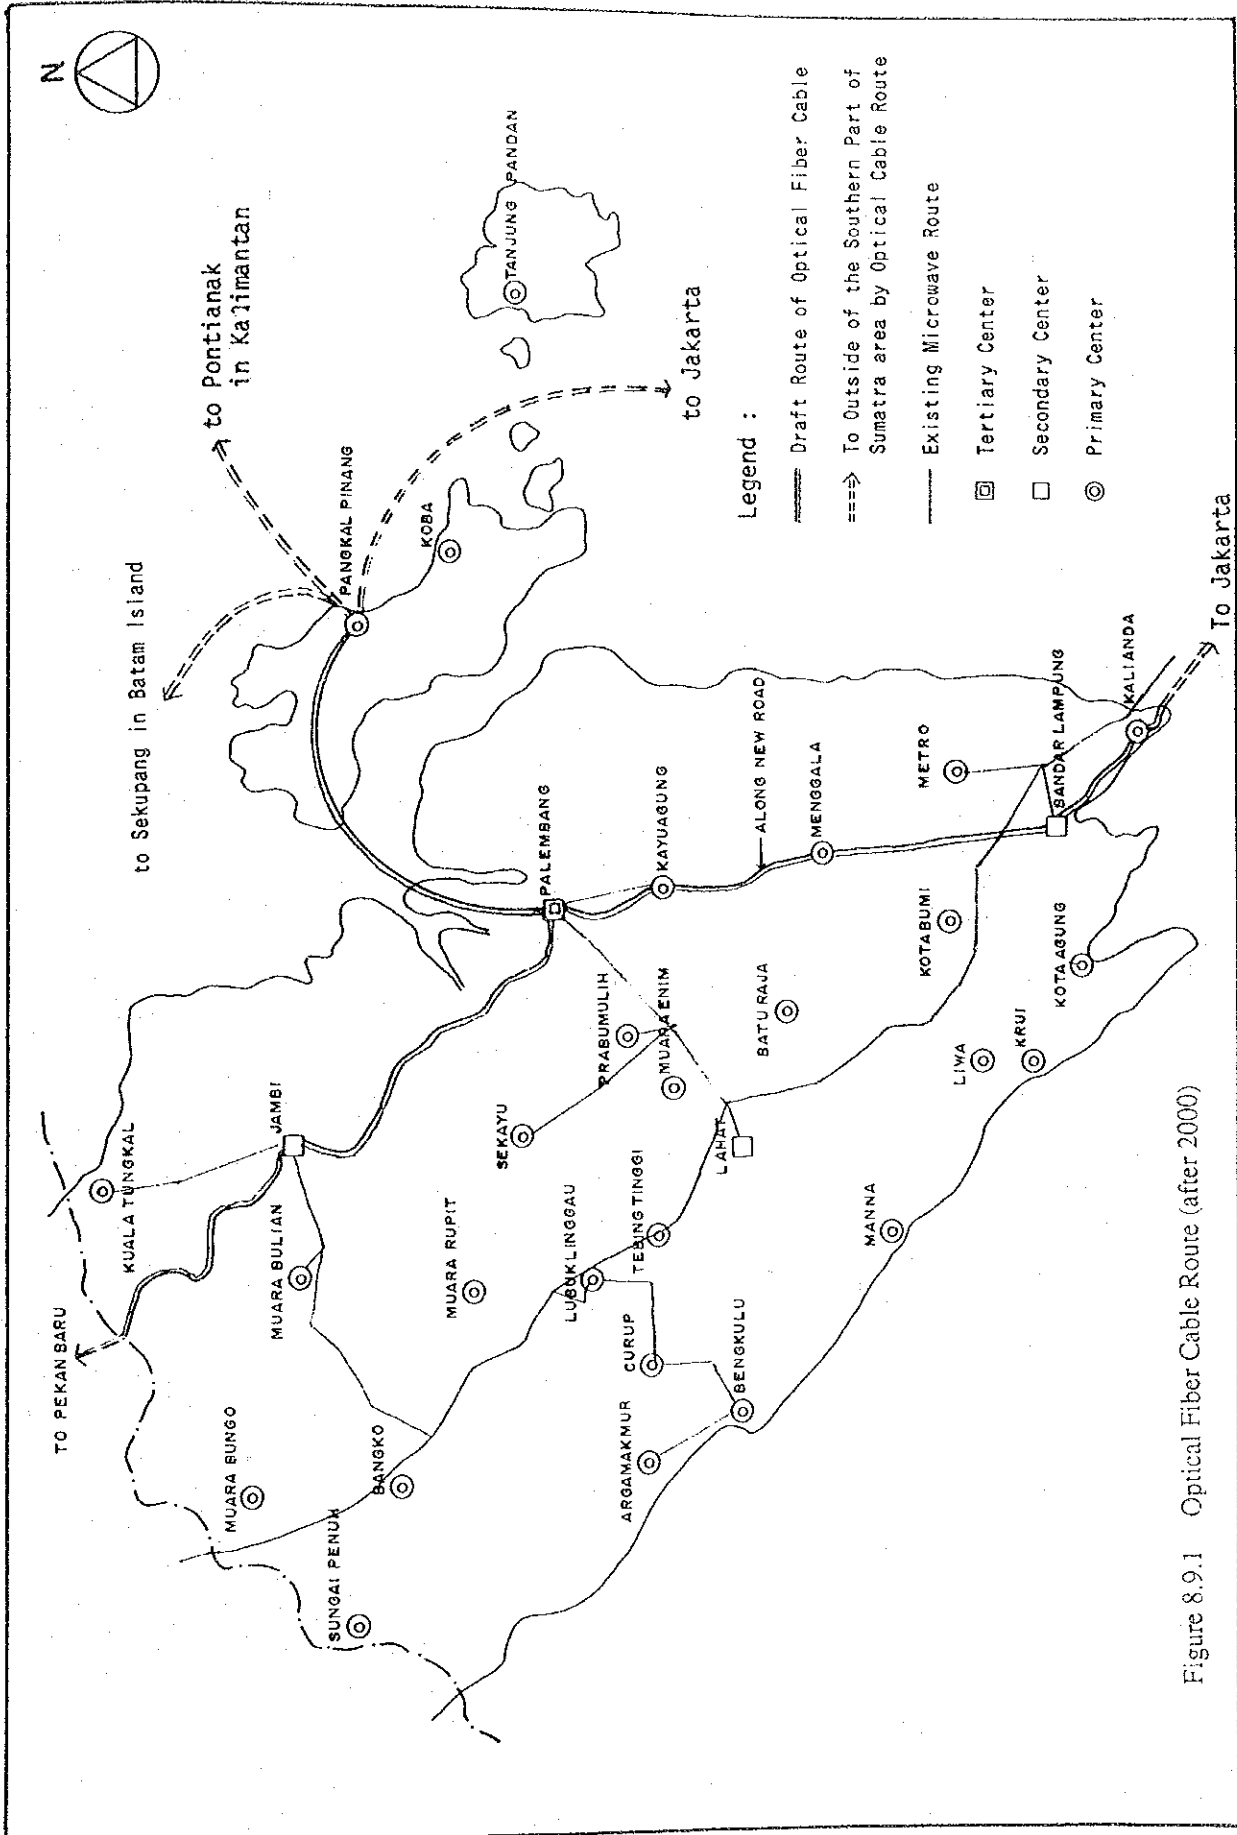 N
to Pontianak
in Kalimantan
to Sekupang in Batam Island
TO PEKAN BARU
KUALA TUNGKAL
JAMBI
PANGKAL PINANG
KOBA
TANJUNG PANDAN
to Jakarta
MUARA BUNGO
MUARA BULIAN
SUNGAI PENUH
BANGKO
MUARA RUPIT
SEKAYU
PALEMBANG
PRABUMULIH
KAYUAGUNG
MUARA ENIM
LUBUK LINGGAU
TEBING TINGGI
CURUP
ARGAMAKMUR
BENGKULU
LAHAT
BATU RAJA
ALONG NEW ROAD
MENGGALA
MANNA
KOTABUMI
METRO
LIWA
KRUI
KOTA AGUNG
BANDAR LAMPUNG
KALIANDA
To Jakarta
Legend :
Draft Route of Optical Fiber Cable
To Outside of the Southern Part of
Sumatra area by Optical Cable Route
Existing Microwave Route
Tertiary Center
Secondary Center
Primary Center
Figure 8.9.1 Optical Fiber Cable Route (after 2000)